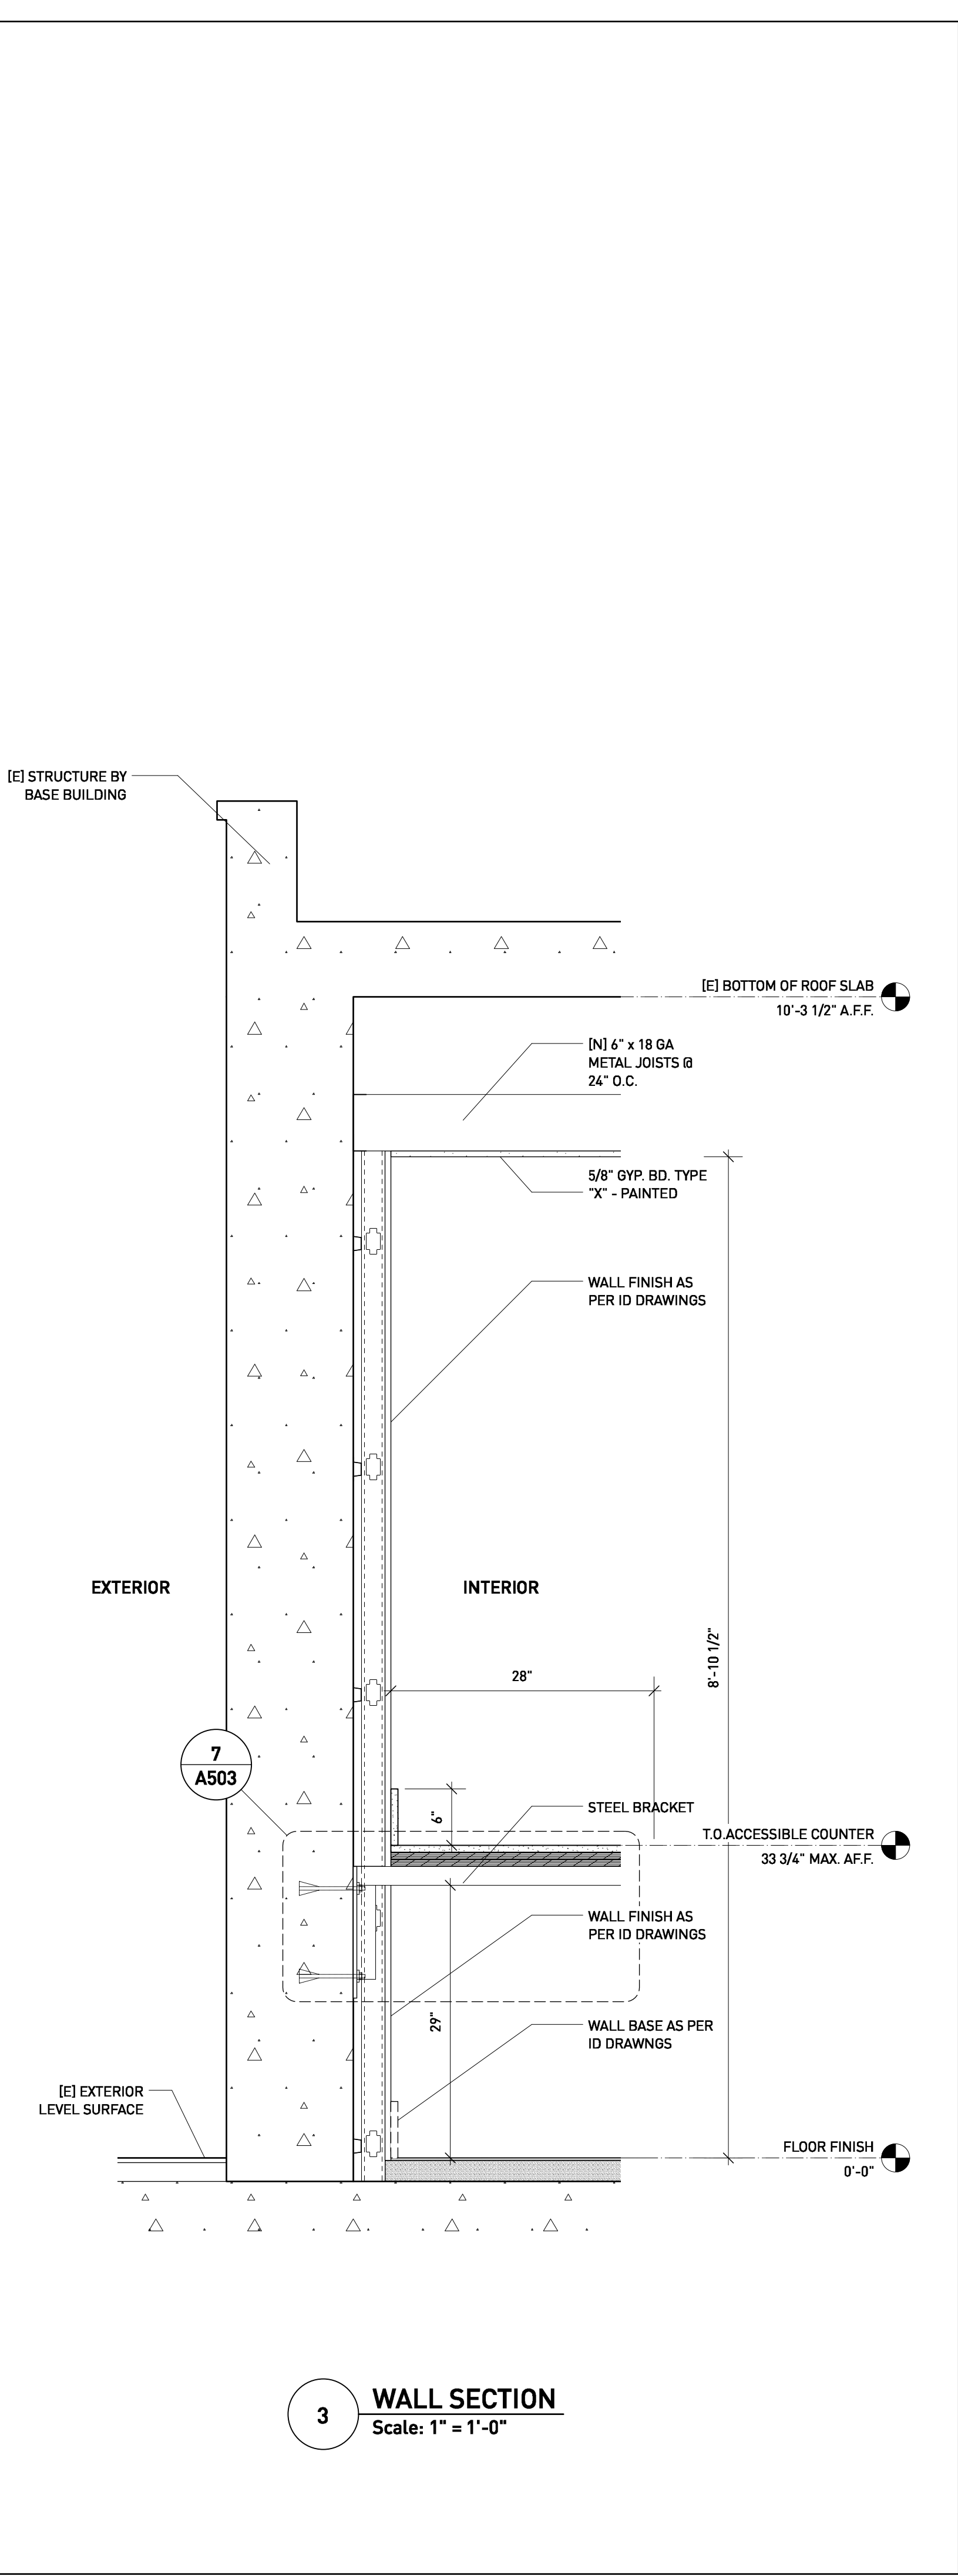 [E] STRUCTURE BY
BASE BUILDING
[E] BOTTOM OF ROOF SLAB
10'-3 1/2" A.F.F.
[N] 6" x 18 GA
METAL JOISTS @
24" O.C.
5/8" GYP. BD. TYPE
"X" - PAINTED
WALL FINISH AS
PER ID DRAWINGS
EXTERIOR
INTERIOR
8'-10 1/2"
28"
7
A503
6"
STEEL BRACKET
T.O.ACCESSIBLE COUNTER
33 3/4" MAX. AF.F.
WALL FINISH AS
PER ID DRAWINGS
29"
WALL BASE AS PER
ID DRAWNGS
[E] EXTERIOR
LEVEL SURFACE
FLOOR FINISH
0'-0"
3
WALL SECTION
Scale: 1" = 1'-0"